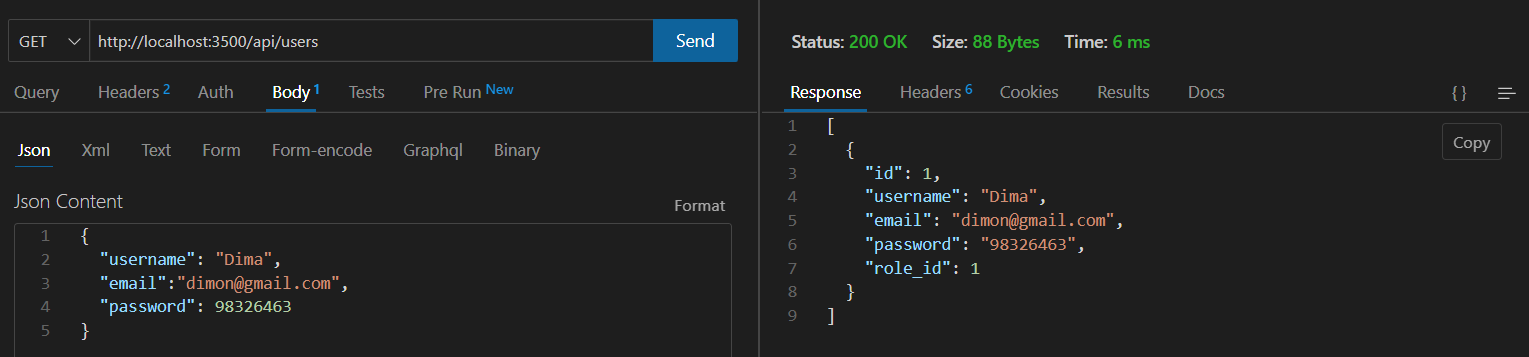 GET http://localhost:3500/api/users Send
Query Headers 2 Auth Body 1 Tests Pre Run New
Json Xml Text Form Form-encode Graphql Binary
Json Content
Format
1 {
2 "username": "Dima",
3 "email":"dimon@gmail.com",
4 "password": 98326463
5 }
Status: 200 OK Size: 88 Bytes Time: 6 ms
Response Headers 6 Cookies Results Docs { }
Copy
1 [
2 {
3 "id": 1,
4 "username": "Dima",
5 "email": "dimon@gmail.com",
6 "password": "98326463",
7 "role_id": 1
8 }
9 ]